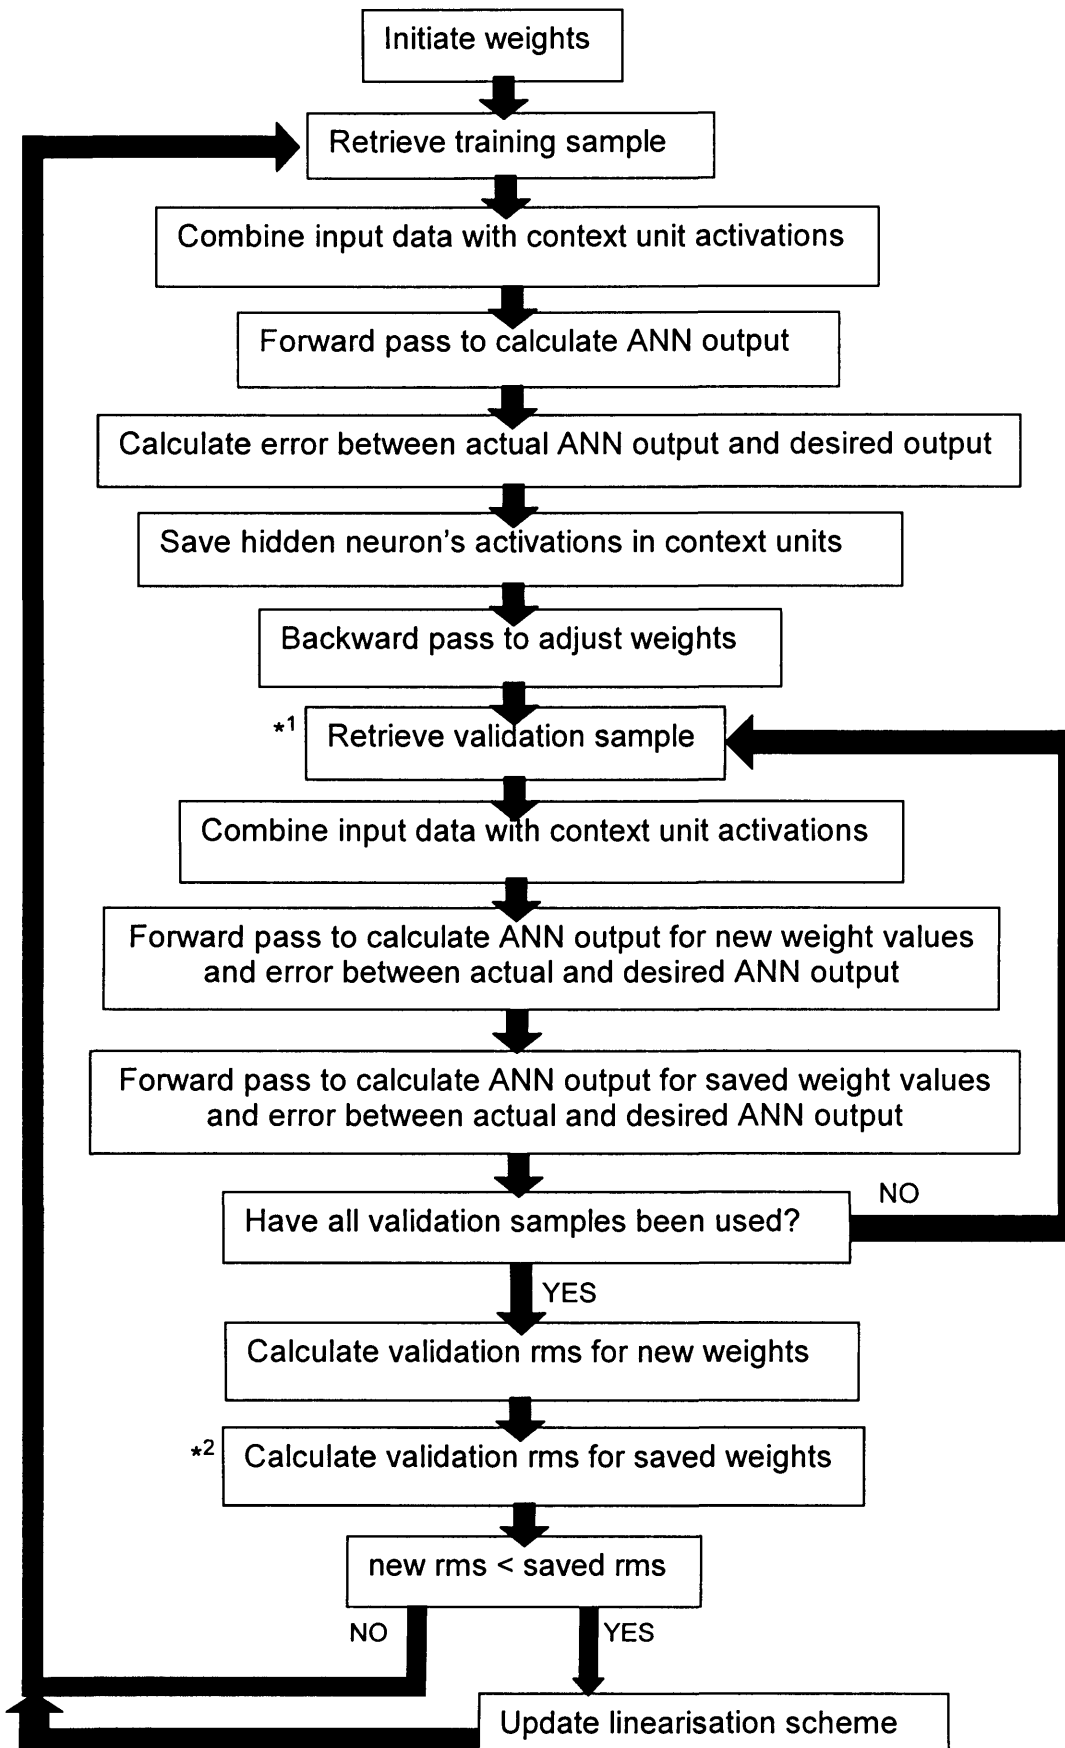 Initiate weights
Retrieve training sample
Combine input data with context unit activations
Forward pass to calculate ANN output
Calculate error between actual ANN output and desired output
Save hidden neuron's activations in context units
Backward pass to adjust weights
*1 Retrieve validation sample
Combine input data with context unit activations
Forward pass to calculate ANN output for new weight values
and error between actual and desired ANN output
Forward pass to calculate ANN output for saved weight values
and error between actual and desired ANN output
NO
Have all validation samples been used?
YES
Calculate validation rms for new weights
*2 Calculate validation rms for saved weights
new rms < saved rms
NO YES
Update linearisation scheme